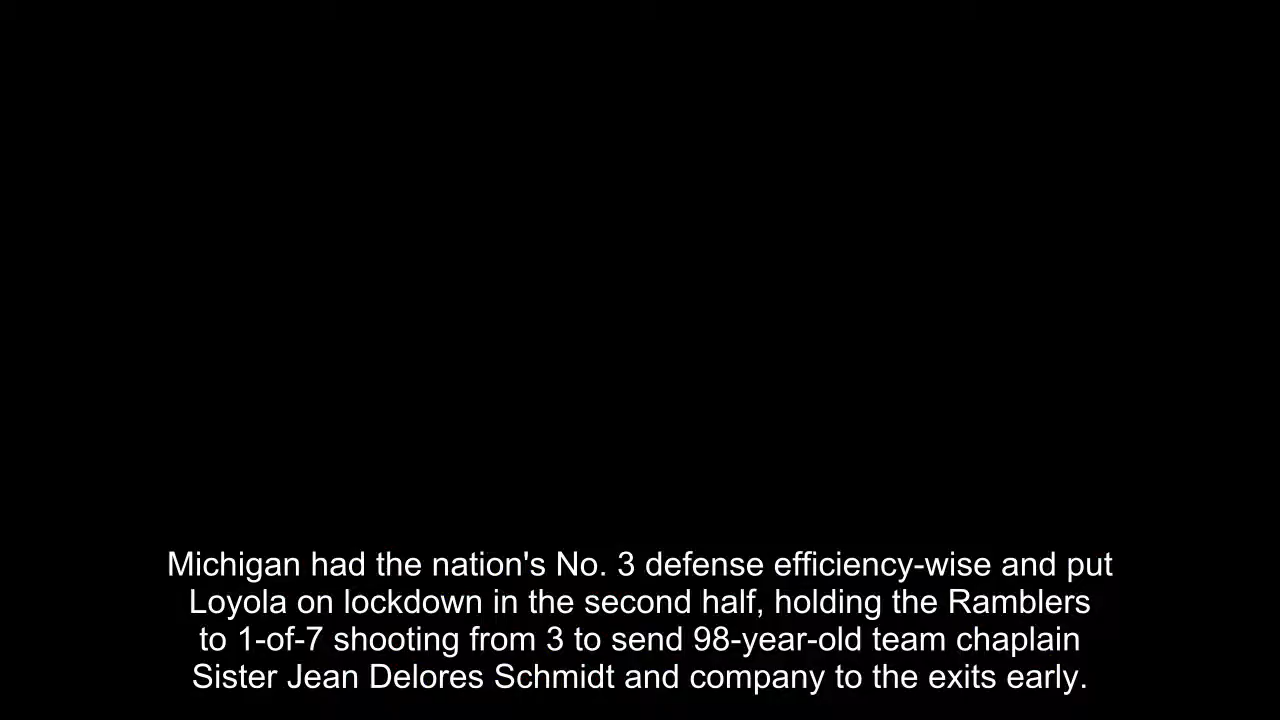 Michigan had the nation's No. 3 defense efficiency-wise and put
Loyola on lockdown in the second half, holding the Ramblers
to 1-of-7 shooting from 3 to send 98-year-old team chaplain
Sister Jean Delores Schmidt and company to the exits early.